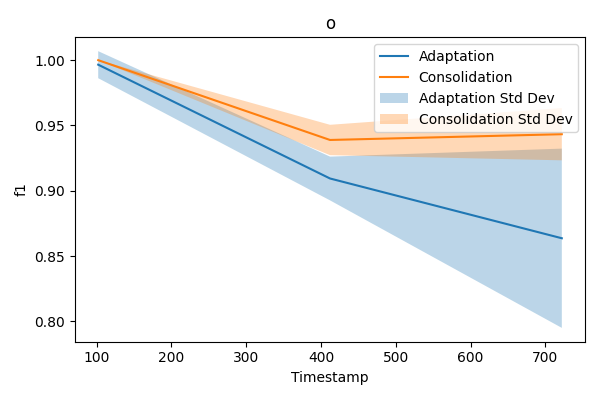 o
1.00
0.95
0.90
0.85
0.80
f1
Adaptation
Consolidation
Adaptation Std Dev
Consolidation Std Dev
100 200 300 400 500 600 700
Timestamp